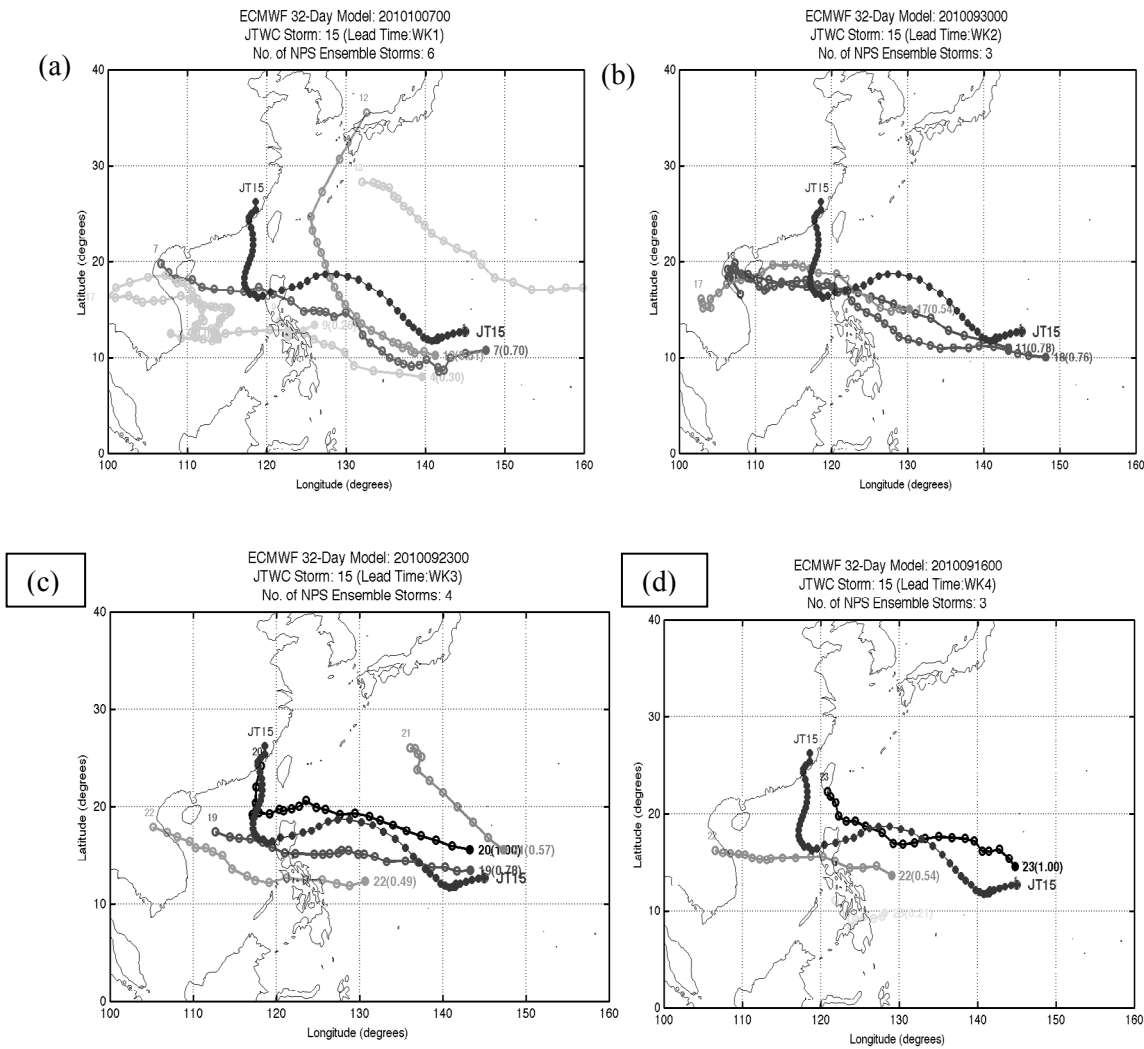 ECMWF 32-Day Model: 2010100700
JTWC Storm: 15 (Lead Time:WK1)
No. of NPS Ensemble Storms: 6
(a)
40
30
20
10
0
100
110
120
130
140
150
160
Latitude (degrees)
Longitude (degrees)
12
13
JT15
7
17
JT15
7(0.70)
4(0.30)
ECMWF 32-Day Model: 2010093000
JTWC Storm: 15 (Lead Time:WK2)
No. of NPS Ensemble Storms: 3
(b)
40
30
20
10
0
100
110
120
130
140
150
160
Latitude (degrees)
Longitude (degrees)
JT15
17
17(0.54)
JT15
11(0.78)
18(0.76)
ECMWF 32-Day Model: 2010092300
JTWC Storm: 15 (Lead Time:WK3)
No. of NPS Ensemble Storms: 4
(c)
40
30
20
10
0
100
110
120
130
140
150
160
Latitude (degrees)
Longitude (degrees)
JT15
20
21
22
19
20(1.00)
(0.57)
19(0.78)
JT15
22(0.49)
ECMWF 32-Day Model: 2010091600
JTWC Storm: 15 (Lead Time:WK4)
No. of NPS Ensemble Storms: 3
(d)
40
30
20
10
0
100
110
120
130
140
150
160
Latitude (degrees)
Longitude (degrees)
JT15
23
22
23(1.00)
22(0.54)
JT15